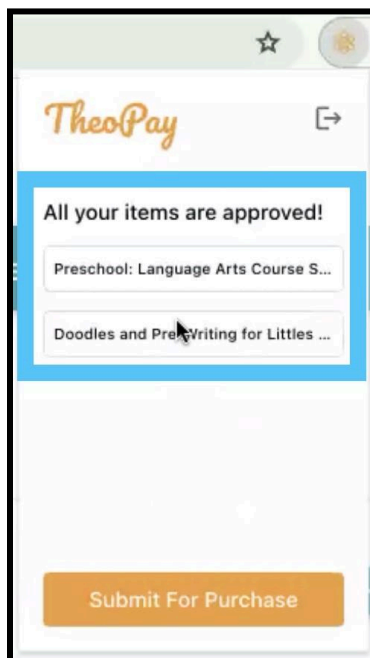 TheoPay
All your items are approved!
Preschool: Language Arts Course S...
Doodles and Pre-Writing for Littles ...
Submit For Purchase